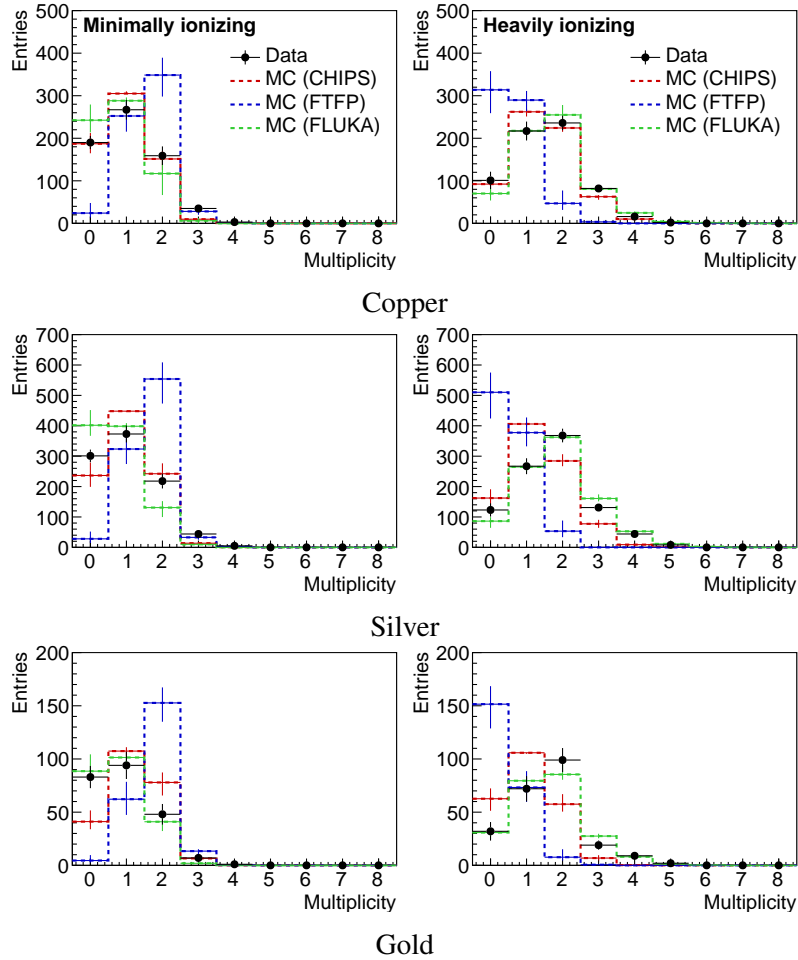 Entries
500
400
300
200
100
0
Minimally ionizing
Data
MC (CHIPS)
MC (FTFP)
MC (FLUKA)
0 1 2 3 4 5 6 7 8
Multiplicity
Entries
500
400
300
200
100
0
Heavily ionizing
Data
MC (CHIPS)
MC (FTFP)
MC (FLUKA)
0 1 2 3 4 5 6 7 8
Multiplicity
Copper
Entries
700
600
500
400
300
200
100
0
0 1 2 3 4 5 6 7 8
Multiplicity
Entries
700
600
500
400
300
200
100
0
0 1 2 3 4 5 6 7 8
Multiplicity
Silver
Entries
200
150
100
50
0
0 1 2 3 4 5 6 7 8
Multiplicity
Entries
200
150
100
50
0
0 1 2 3 4 5 6 7 8
Multiplicity
Gold